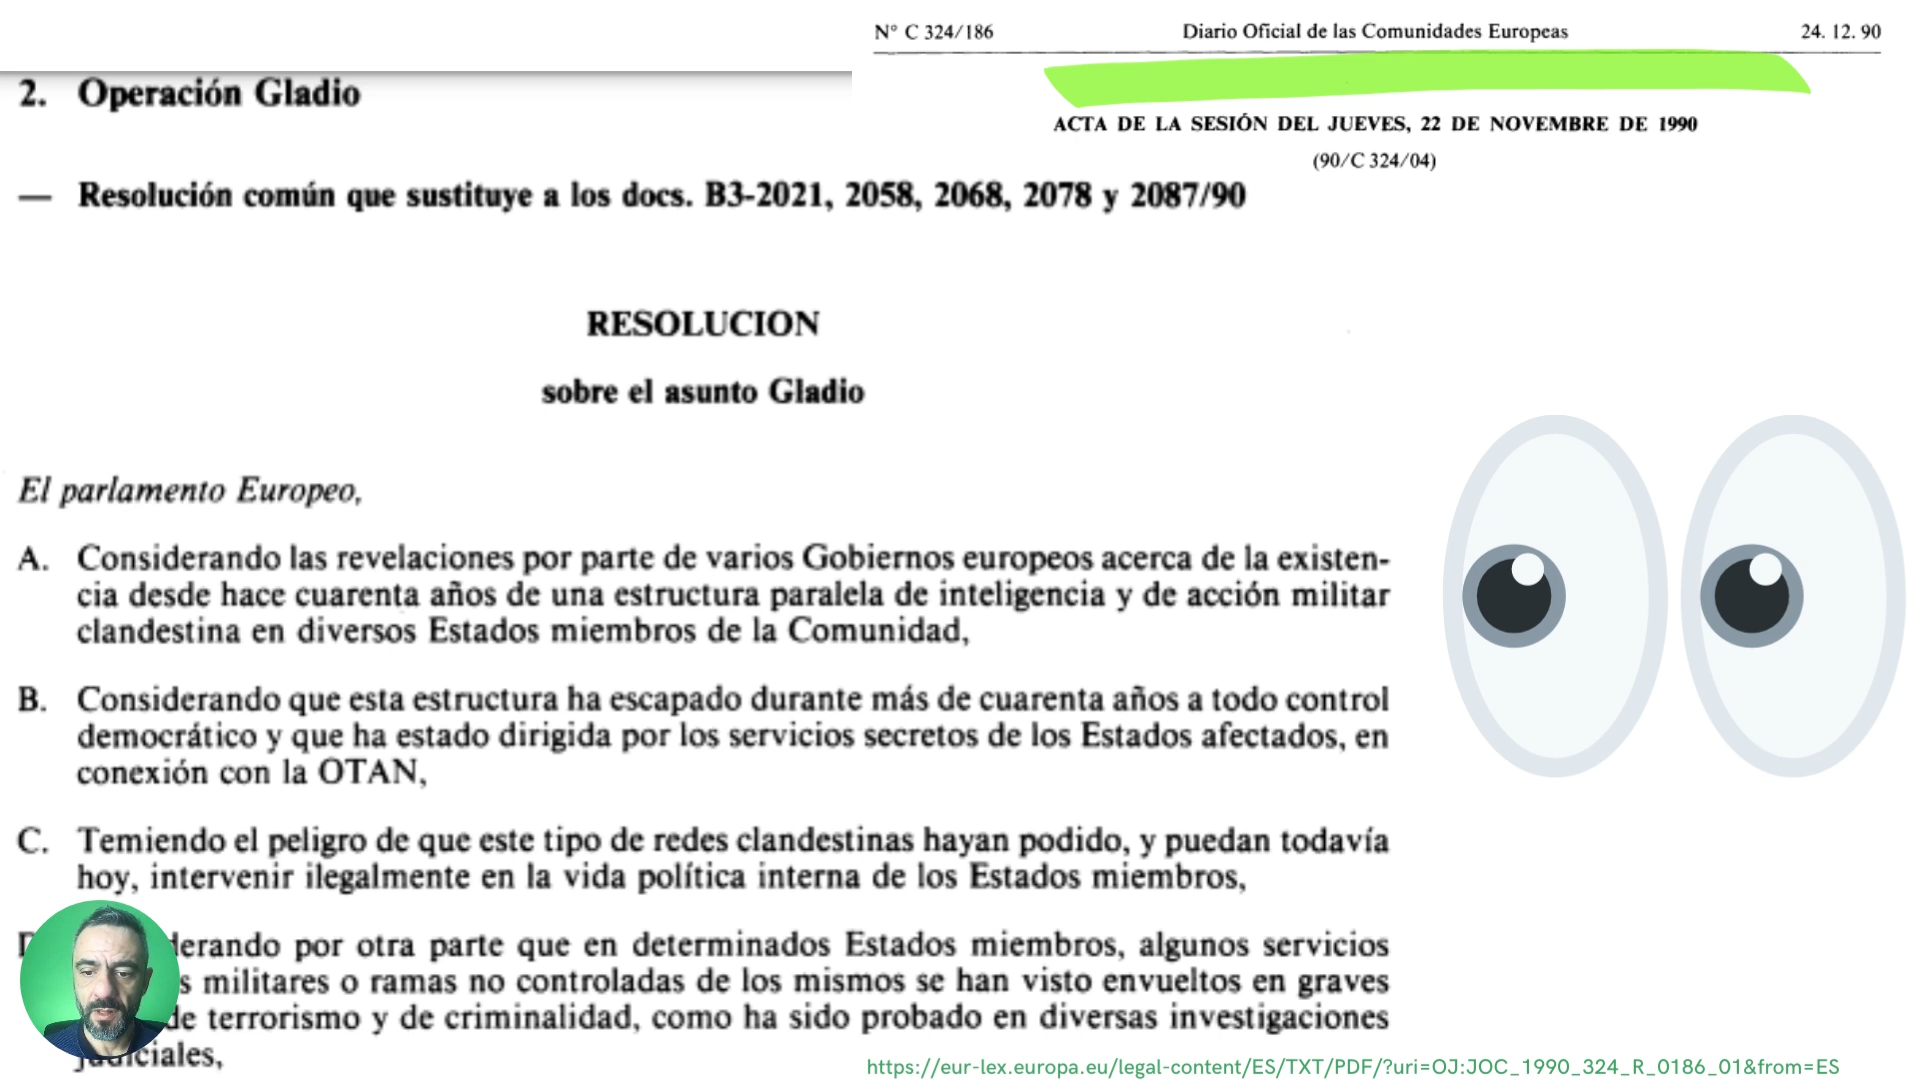 Nº C 324/186 Diario Oficial de las Comunidades Europeas 24. 12. 90
ACTA DE LA SESIÓN DEL JUEVES, 22 DE NOVEMBRE DE 1990
(90/C 324/04)
2. Operación Gladio
— Resolución común que sustituye a los docs. B3-2021, 2058, 2068, 2078 y 2087/90
RESOLUCION
sobre el asunto Gladio
El parlamento Europeo,
A. Considerando las revelaciones por parte de varios Gobiernos europeos acerca de la existen-
cia desde hace cuarenta años de una estructura paralela de inteligencia y de acción militar
clandestina en diversos Estados miembros de la Comunidad,
B. Considerando que esta estructura ha escapado durante más de cuarenta años a todo control
democrático y que ha estado dirigida por los servicios secretos de los Estados afectados, en
conexión con la OTAN,
C. Temiendo el peligro de que este tipo de redes clandestinas hayan podido, y puedan todavía
hoy, intervenir ilegalmente en la vida política interna de los Estados miembros,
por otra parte que en determinados Estados miembros, algunos servicios
militares o ramas no controladas de los mismos se han visto envueltos en graves
de terrorismo y de criminalidad, como ha sido probado en diversas investigaciones
judiciales,
https://eur-lex.europa.eu/legal-content/ES/TXT/PDF/?uri=OJ:JOC_1990_324_R_0186_01&from=ES